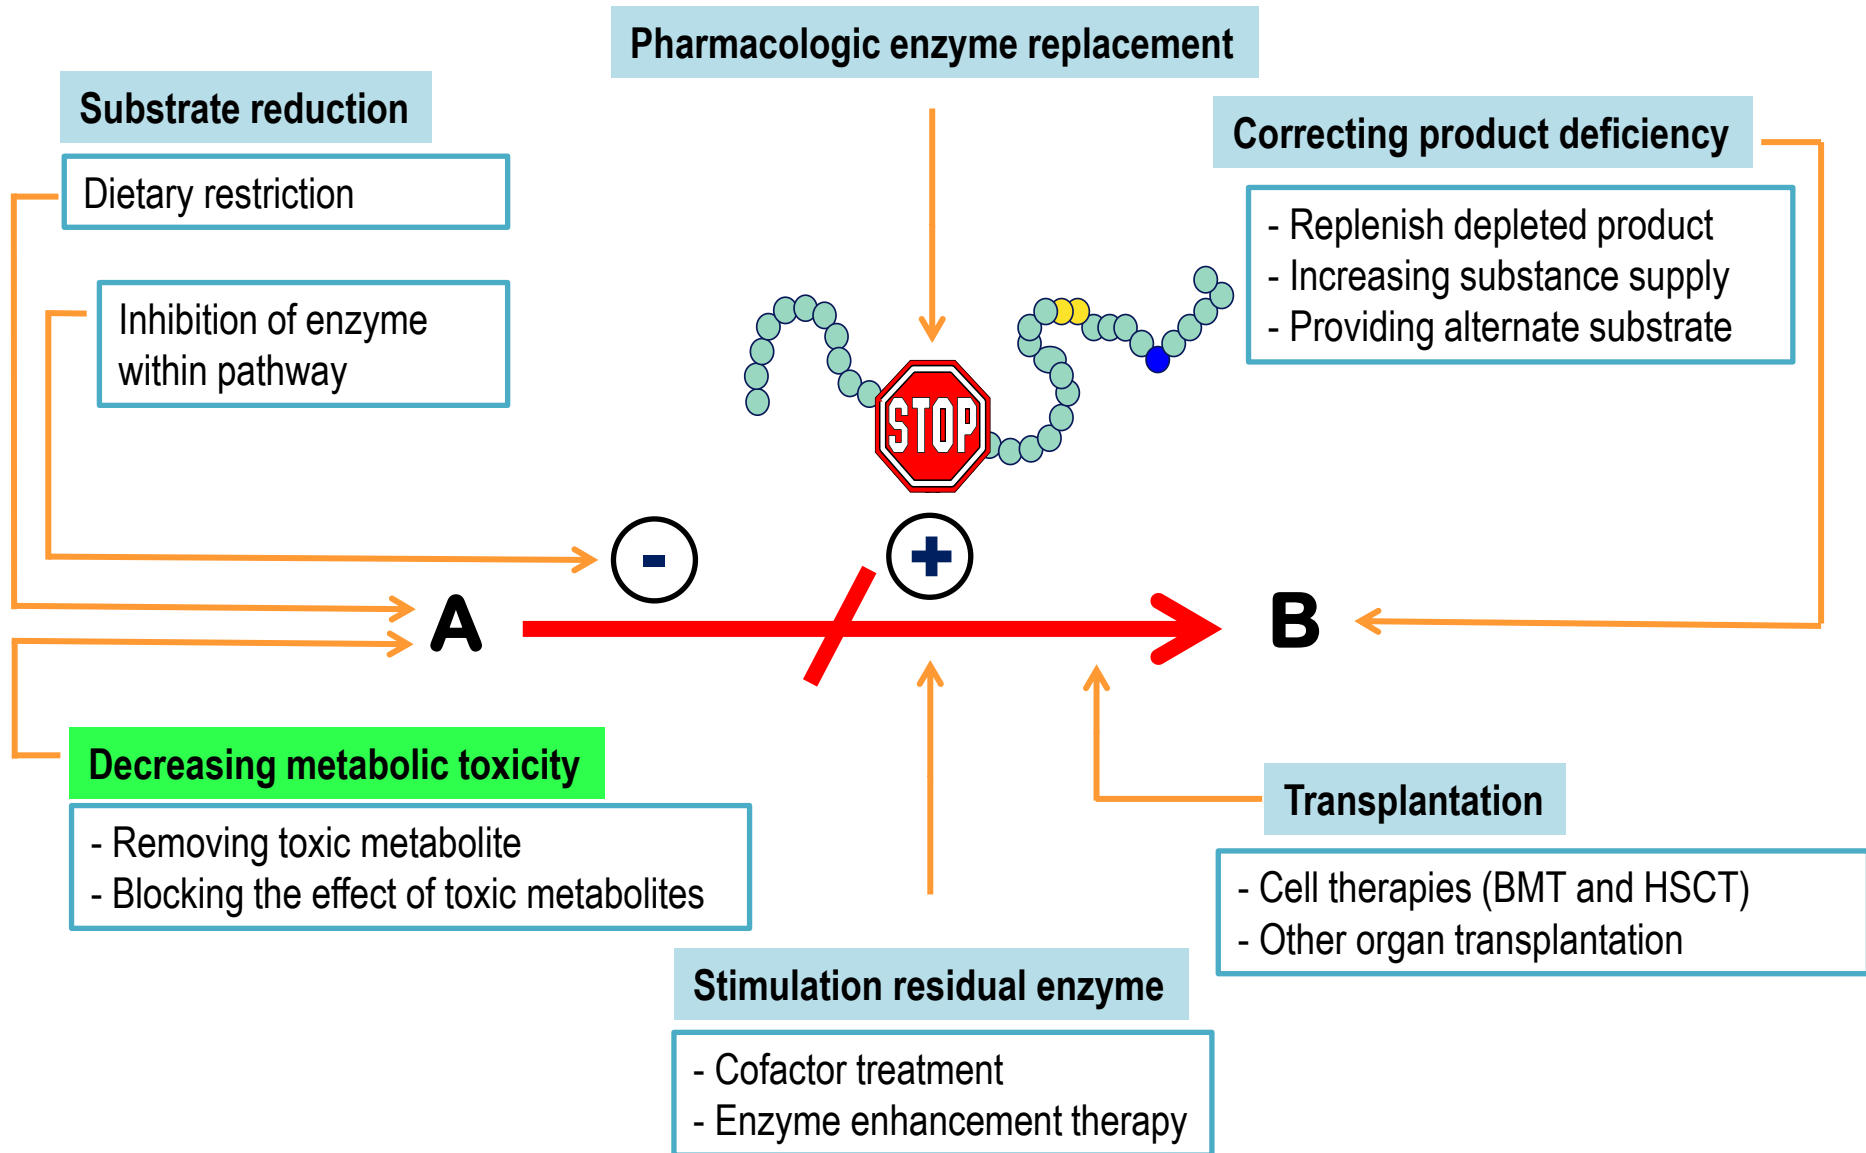 Pharmacologic enzyme replacement
Substrate reduction
Dietary restriction
Inhibition of enzyme
within pathway
Correcting product deficiency
- Replenish depleted product
- Increasing substance supply
- Providing alternate substrate
STOP
-
+
A
B
Decreasing metabolic toxicity
- Removing toxic metabolite
- Blocking the effect of toxic metabolites
Transplantation
- Cell therapies (BMT and HSCT)
- Other organ transplantation
Stimulation residual enzyme
- Cofactor treatment
- Enzyme enhancement therapy